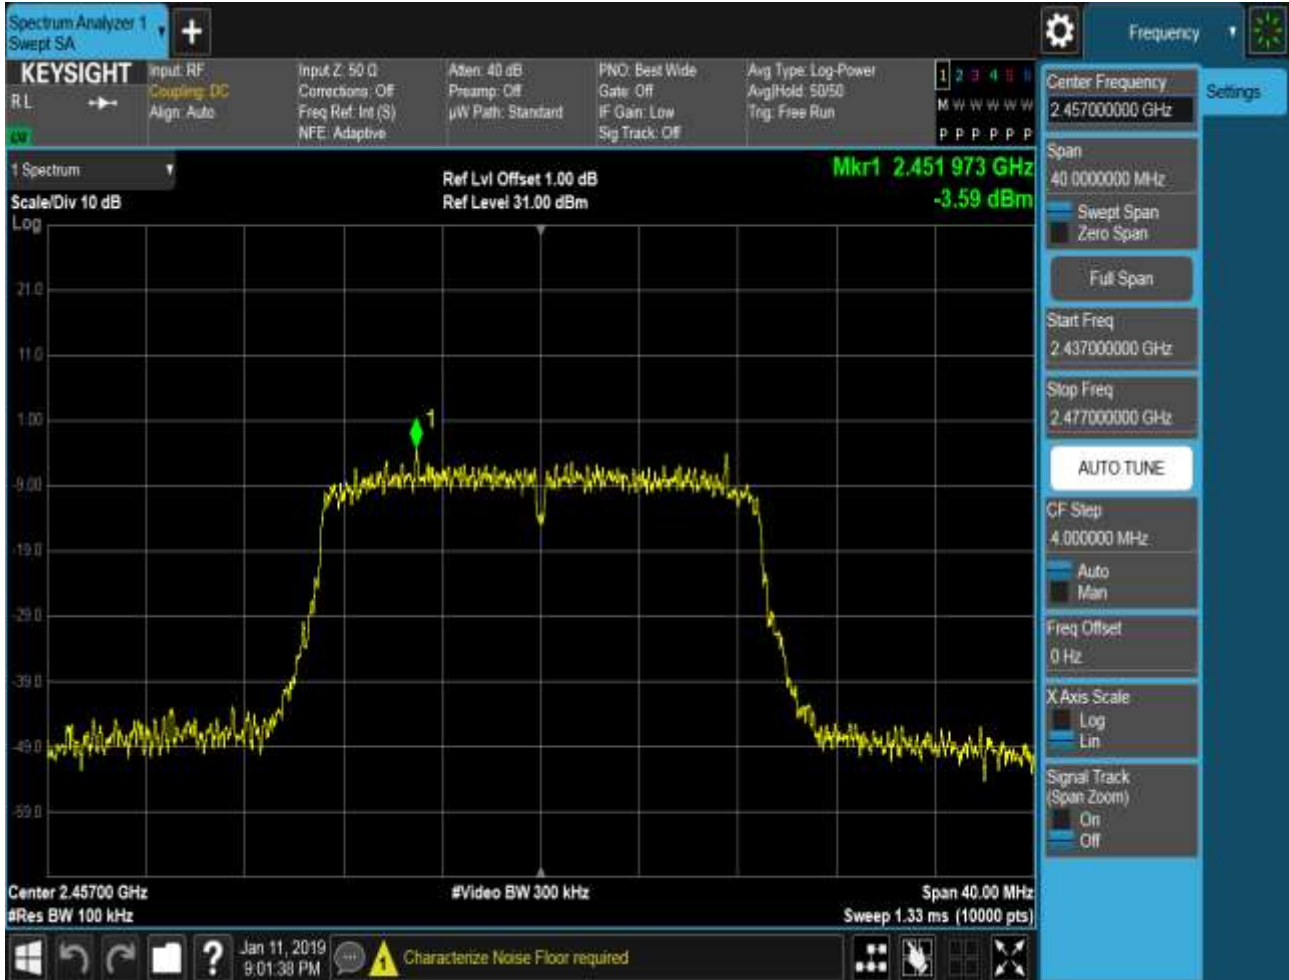 Spectrum Analyzer 1
Swept SA
Frequency
KEYSIGHT
R L
Input: RF
Coupling: DC
Align: Auto
Input Z: 50 Ω
Corrections: Off
Freq Ref: Int (S)
NFE: Adaptive
Atten: 40 dB
Preamp: Off
µW Path: Standard
PNO: Best Wide
Gate: Off
IF Gain: Low
Sig Track: Off
Avg Type: Log-Power
Avg|Hold: 50/50
Trig: Free Run
1 2 3 4 5 6
M W W W W W
P P P P P P
1 Spectrum
Scale/Div 10 dB
Log
Ref Lvl Offset 1.00 dB
Ref Level 31.00 dBm
Mkr1 2.451 973 GHz
-3.59 dBm
21.0
11.0
1.00
-9.00
-19.0
-29.0
-39.0
-49.0
-59.0
1
Center 2.45700 GHz
#Res BW 100 kHz
#Video BW 300 kHz
Span 40.00 MHz
Sweep 1.33 ms (10000 pts)
Settings
Center Frequency
2.457000000 GHz
Span
40.0000000 MHz
Swept Span
Zero Span
Full Span
Start Freq
2.437000000 GHz
Stop Freq
2.477000000 GHz
AUTO TUNE
CF Step
4.000000 MHz
Auto
Man
Freq Offset
0 Hz
X Axis Scale
Log
Lin
Signal Track
(Span Zoom)
On
Off
?
Jan 11, 2019
9:01:38 PM
1
Characterize Noise Floor required